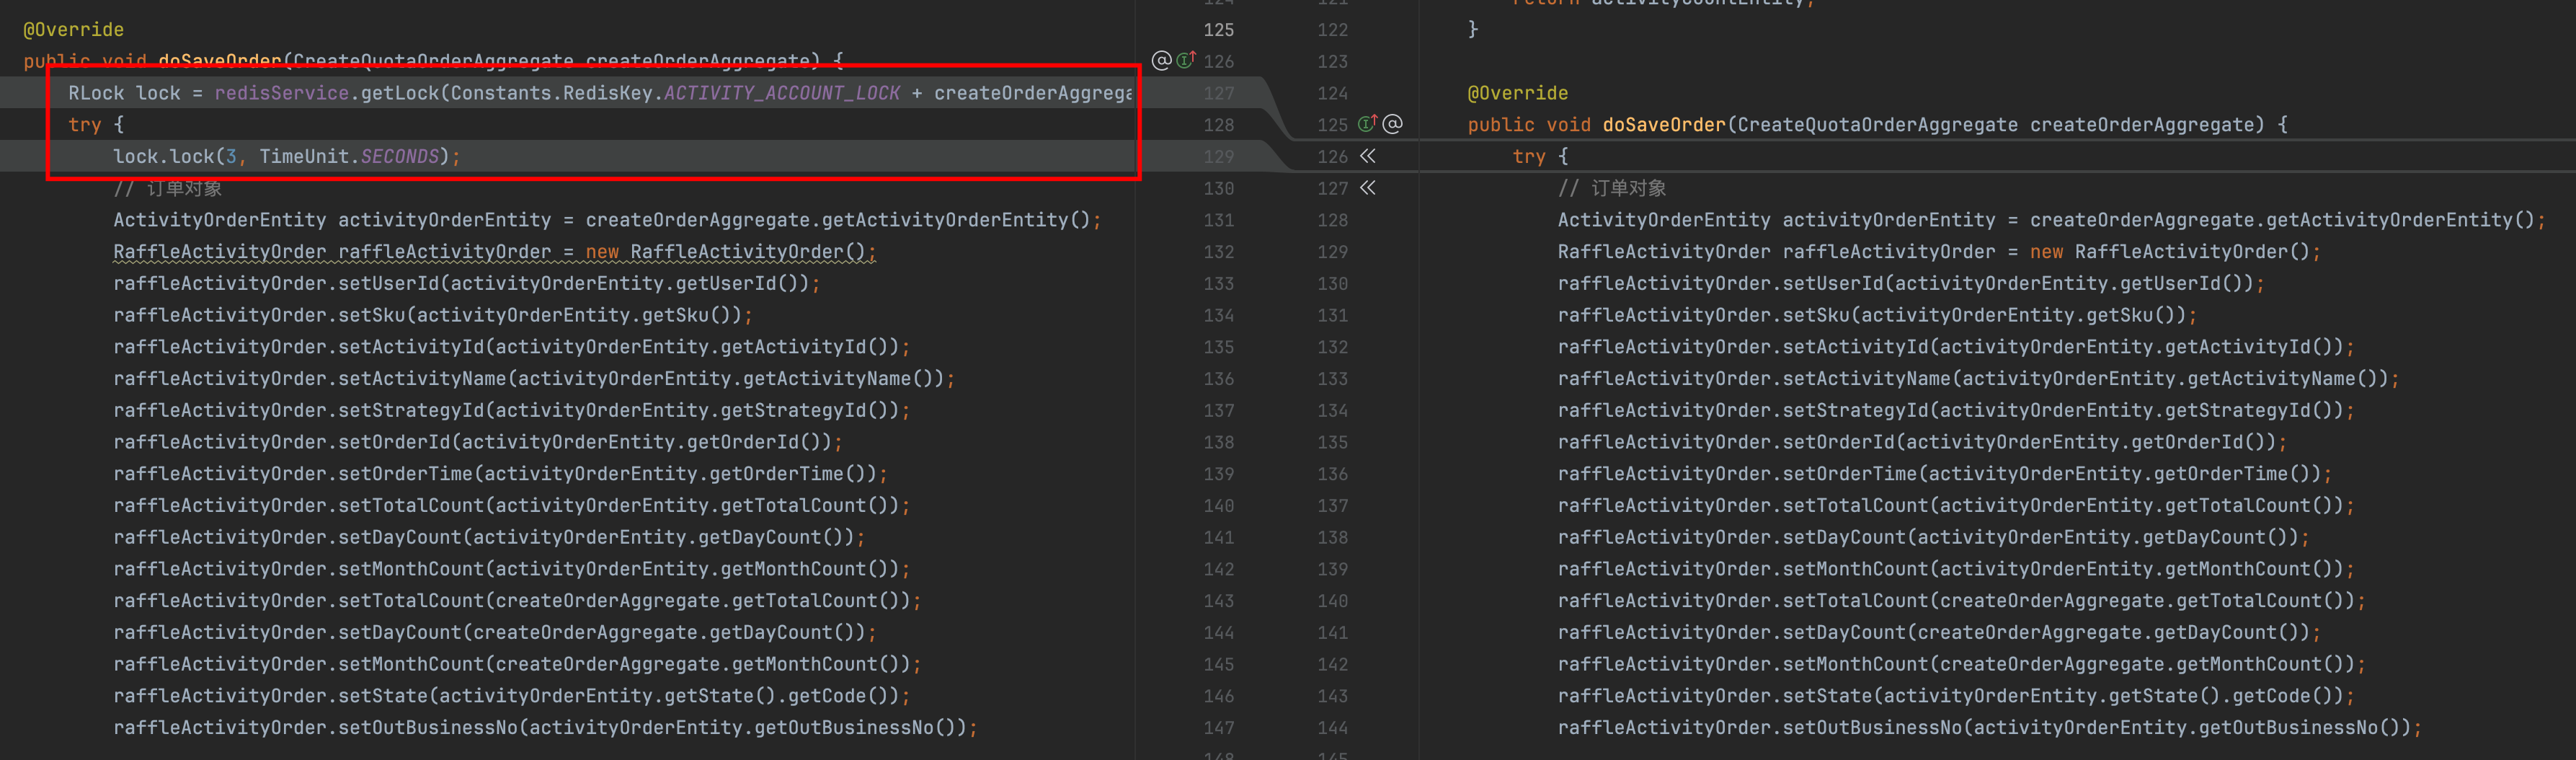 @Override
public void doSaveOrder(CreateQuotaOrderAggregate createOrderAggregate) {
RLock lock = redisService.getLock(Constants.RedisKey.ACTIVITY_ACCOUNT_LOCK + createOrderAggrega
try {
lock.lock(3, TimeUnit.SECONDS);
// 订单对象
ActivityOrderEntity activityOrderEntity = createOrderAggregate.getActivityOrderEntity();
RaffleActivityOrder raffleActivityOrder = new RaffleActivityOrder();
raffleActivityOrder.setUserId(activityOrderEntity.getUserId());
raffleActivityOrder.setSku(activityOrderEntity.getSku());
raffleActivityOrder.setActivityId(activityOrderEntity.getActivityId());
raffleActivityOrder.setActivityName(activityOrderEntity.getActivityName());
raffleActivityOrder.setStrategyId(activityOrderEntity.getStrategyId());
raffleActivityOrder.setOrderId(activityOrderEntity.getOrderId());
raffleActivityOrder.setOrderTime(activityOrderEntity.getOrderTime());
raffleActivityOrder.setTotalCount(activityOrderEntity.getTotalCount());
raffleActivityOrder.setDayCount(activityOrderEntity.getDayCount());
raffleActivityOrder.setMonthCount(activityOrderEntity.getMonthCount());
raffleActivityOrder.setTotalCount(createOrderAggregate.getTotalCount());
raffleActivityOrder.setDayCount(createOrderAggregate.getDayCount());
raffleActivityOrder.setMonthCount(createOrderAggregate.getMonthCount());
raffleActivityOrder.setState(activityOrderEntity.getState().getCode());
raffleActivityOrder.setOutBusinessNo(activityOrderEntity.getOutBusinessNo());
124 121
125 122
126 123
127 124
128 125
129 126
130 127
131 128
132 129
133 130
134 131
135 132
136 133
137 134
138 135
139 136
140 137
141 138
142 139
143 140
144 141
145 142
146 143
147 144
148 145
return activityCountEntity;
}
@Override
public void doSaveOrder(CreateQuotaOrderAggregate createOrderAggregate) {
try {
// 订单对象
ActivityOrderEntity activityOrderEntity = createOrderAggregate.getActivityOrderEntity();
RaffleActivityOrder raffleActivityOrder = new RaffleActivityOrder();
raffleActivityOrder.setUserId(activityOrderEntity.getUserId());
raffleActivityOrder.setSku(activityOrderEntity.getSku());
raffleActivityOrder.setActivityId(activityOrderEntity.getActivityId());
raffleActivityOrder.setActivityName(activityOrderEntity.getActivityName());
raffleActivityOrder.setStrategyId(activityOrderEntity.getStrategyId());
raffleActivityOrder.setOrderId(activityOrderEntity.getOrderId());
raffleActivityOrder.setOrderTime(activityOrderEntity.getOrderTime());
raffleActivityOrder.setTotalCount(activityOrderEntity.getTotalCount());
raffleActivityOrder.setDayCount(activityOrderEntity.getDayCount());
raffleActivityOrder.setMonthCount(activityOrderEntity.getMonthCount());
raffleActivityOrder.setTotalCount(createOrderAggregate.getTotalCount());
raffleActivityOrder.setDayCount(createOrderAggregate.getDayCount());
raffleActivityOrder.setMonthCount(createOrderAggregate.getMonthCount());
raffleActivityOrder.setState(activityOrderEntity.getState().getCode());
raffleActivityOrder.setOutBusinessNo(activityOrderEntity.getOutBusinessNo());